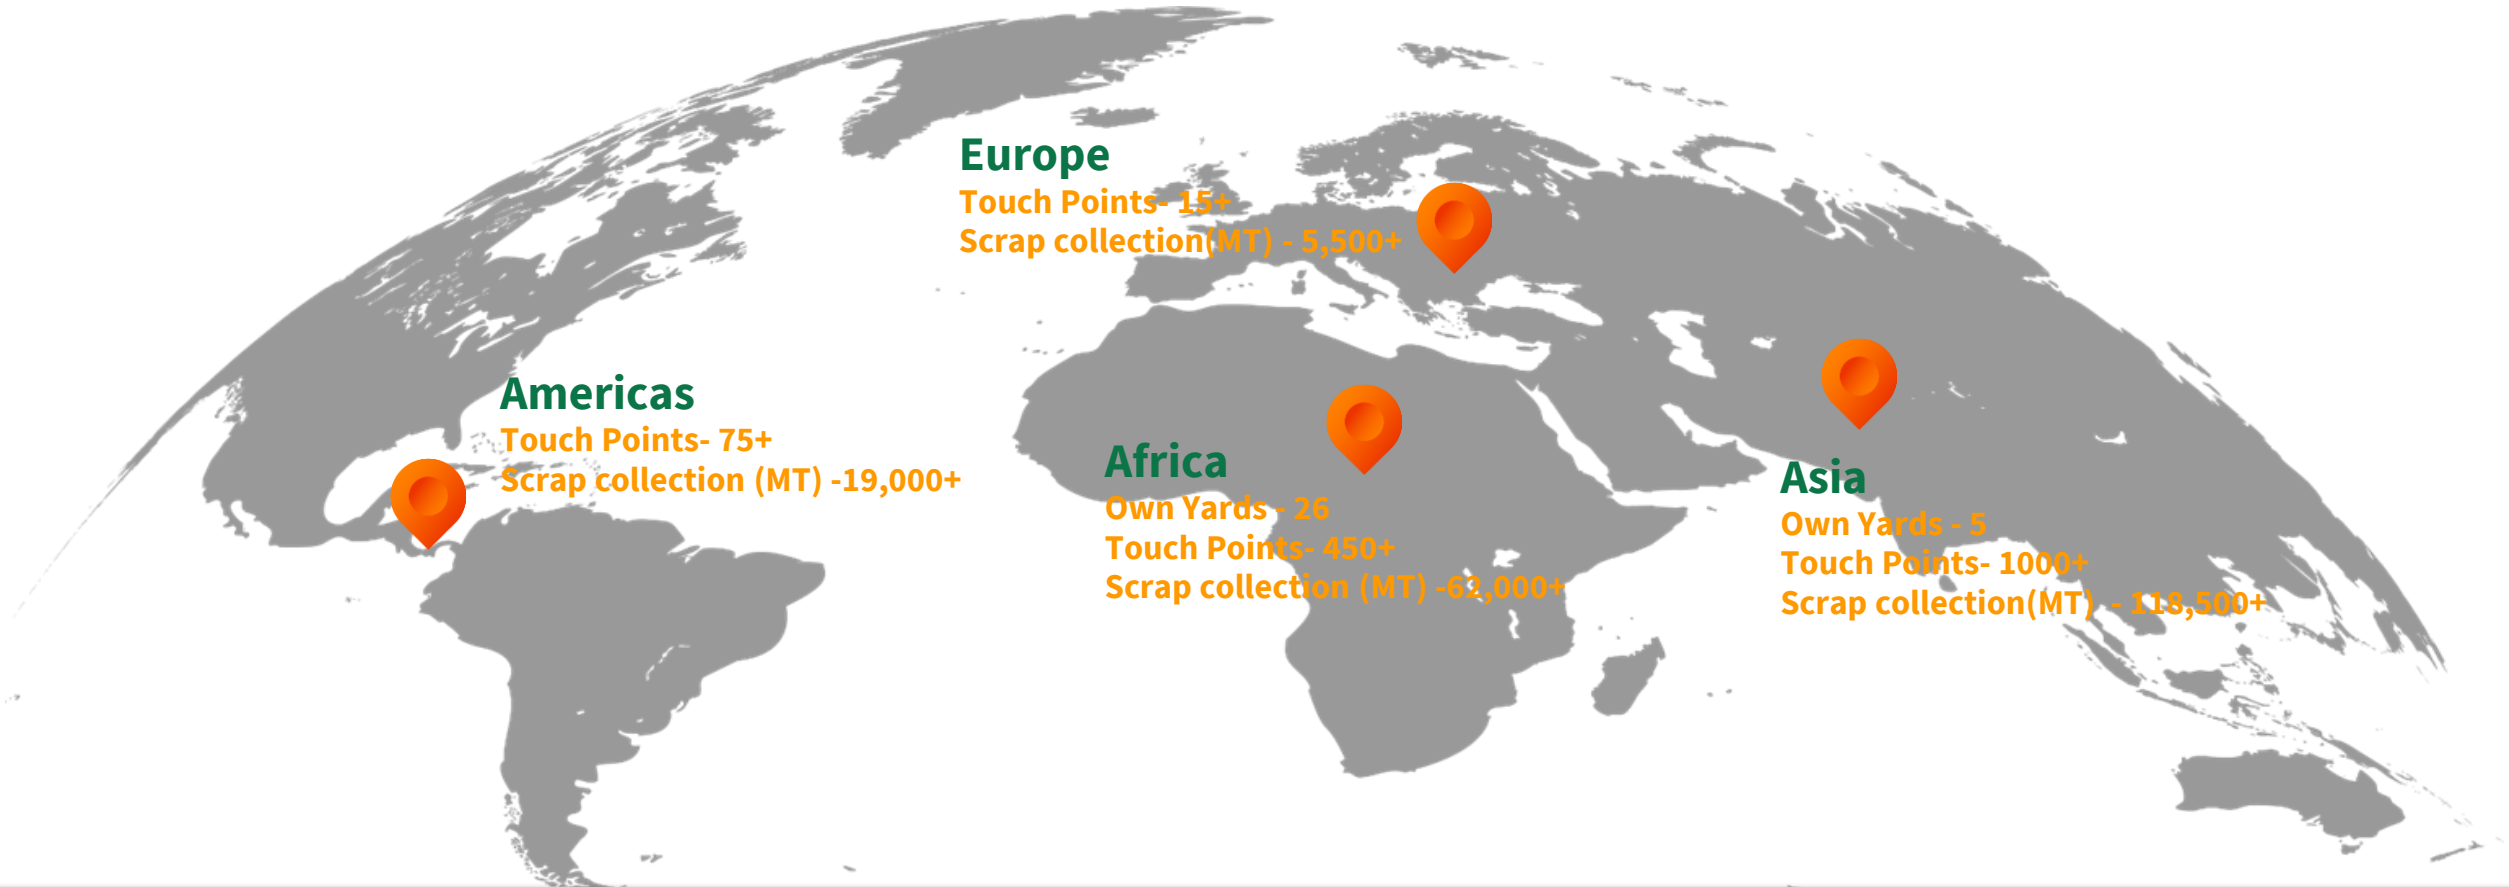 Europe
Touch Points- 15+
Scrap collection(MT) - 5,500+
Americas
Touch Points- 75+
Scrap collection (MT) -19,000+
Africa
Own Yards - 26
Touch Points- 450+
Scrap collection (MT) -62,000+
Asia
Own Yards - 5
Touch Points- 1000+
Scrap collection(MT) - 118,500+